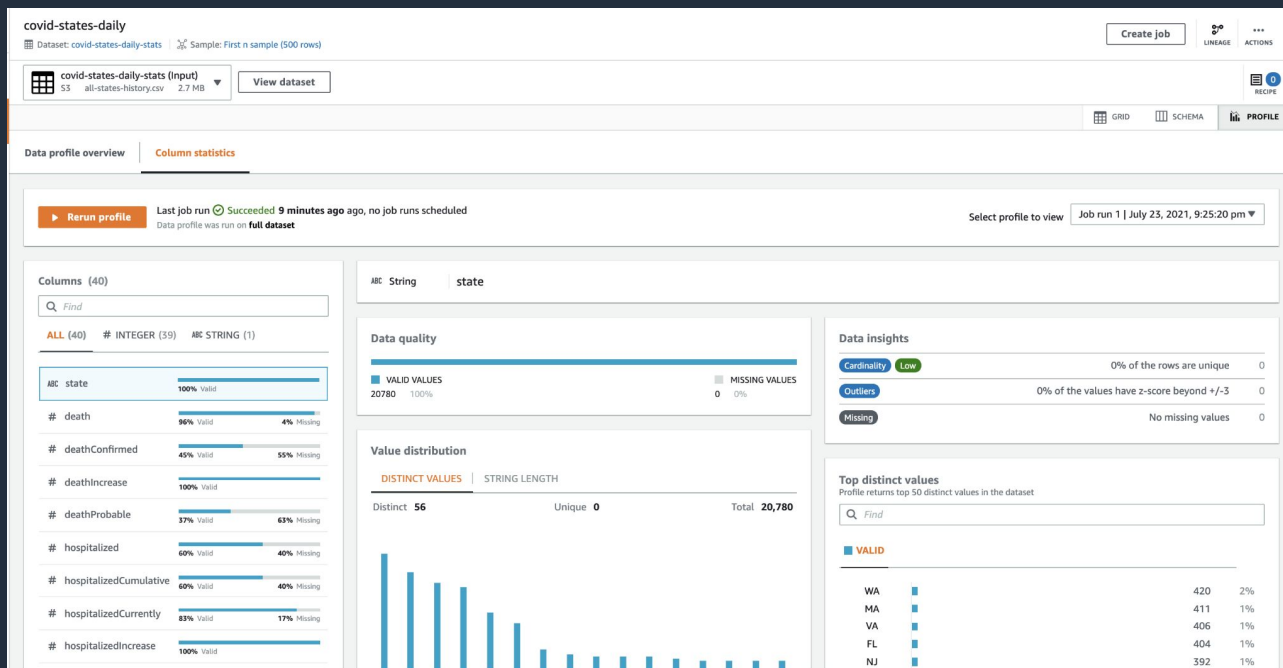 covid-states-daily
Dataset: covid-states-daily-stats Sample: First n sample (500 rows)
Create job
LINEAGE
... ACTIONS
covid-states-daily-stats (Input)
S3 all-states-history.csv 2.7 MB
View dataset
0
RECIPE
GRID SCHEMA PROFILE
Data profile overview Column statistics
Rerun profile
Last job run Succeeded 9 minutes ago ago, no job runs scheduled
Data profile was run on full dataset
Select profile to view Job run 1 | July 23, 2021, 9:25:20 pm
Columns (40)
Find
ALL (40) # INTEGER (39) ABC STRING (1)
ABC state
100% Valid
# death
96% Valid 4% Missing
# deathConfirmed
45% Valid 55% Missing
# deathIncrease
100% Valid
# deathProbable
37% Valid 63% Missing
# hospitalized
60% Valid 40% Missing
# hospitalizedCumulative
60% Valid 40% Missing
# hospitalizedCurrently
83% Valid 17% Missing
# hospitalizedIncrease
100% Valid
ABC String state
Data quality
VALID VALUES MISSING VALUES
20780 100% 0 0%
Value distribution
DISTINCT VALUES | STRING LENGTH
Distinct 56 Unique 0 Total 20,780
Data insights
Cardinality Low 0% of the rows are unique 0
Outliers 0% of the values have z-score beyond +/-3 0
Missing No missing values 0
Top distinct values
Profile returns top 50 distinct values in the dataset
Find
VALID
WA 420 2%
MA 411 1%
VA 406 1%
FL 404 1%
NJ 392 1%